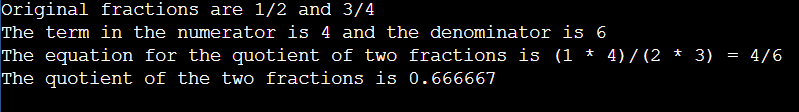 Original fractions are 1/2 and 3/4
The term in the numerator is 4 and the denominator is 6
The equation for the quotient of two fractions is (1 * 4)/(2 * 3) = 4/6
The quotient of the two fractions is 0.666667